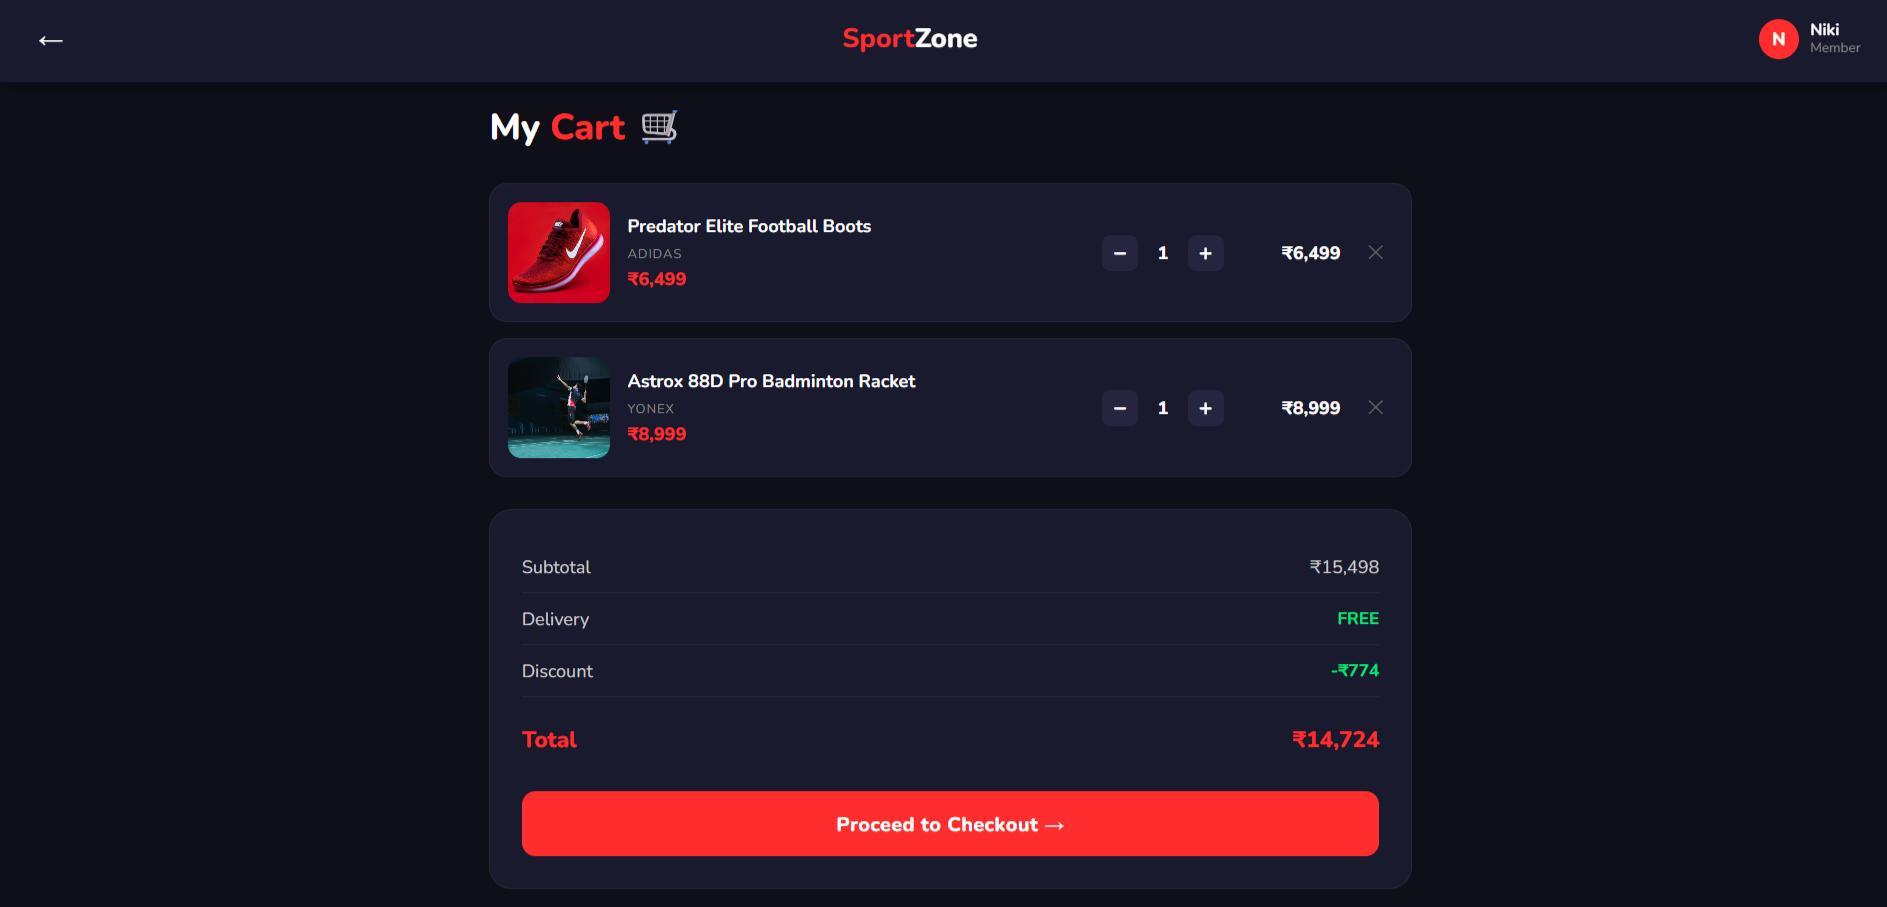 ←
SportZone
N
Niki
Member
My Cart
Predator Elite Football Boots
ADIDAS
₹6,499
− 1 +
₹6,499
×
Astrox 88D Pro Badminton Racket
YONEX
₹8,999
− 1 +
₹8,999
×
Subtotal ₹15,498
Delivery FREE
Discount -₹774
Total ₹14,724
Proceed to Checkout →